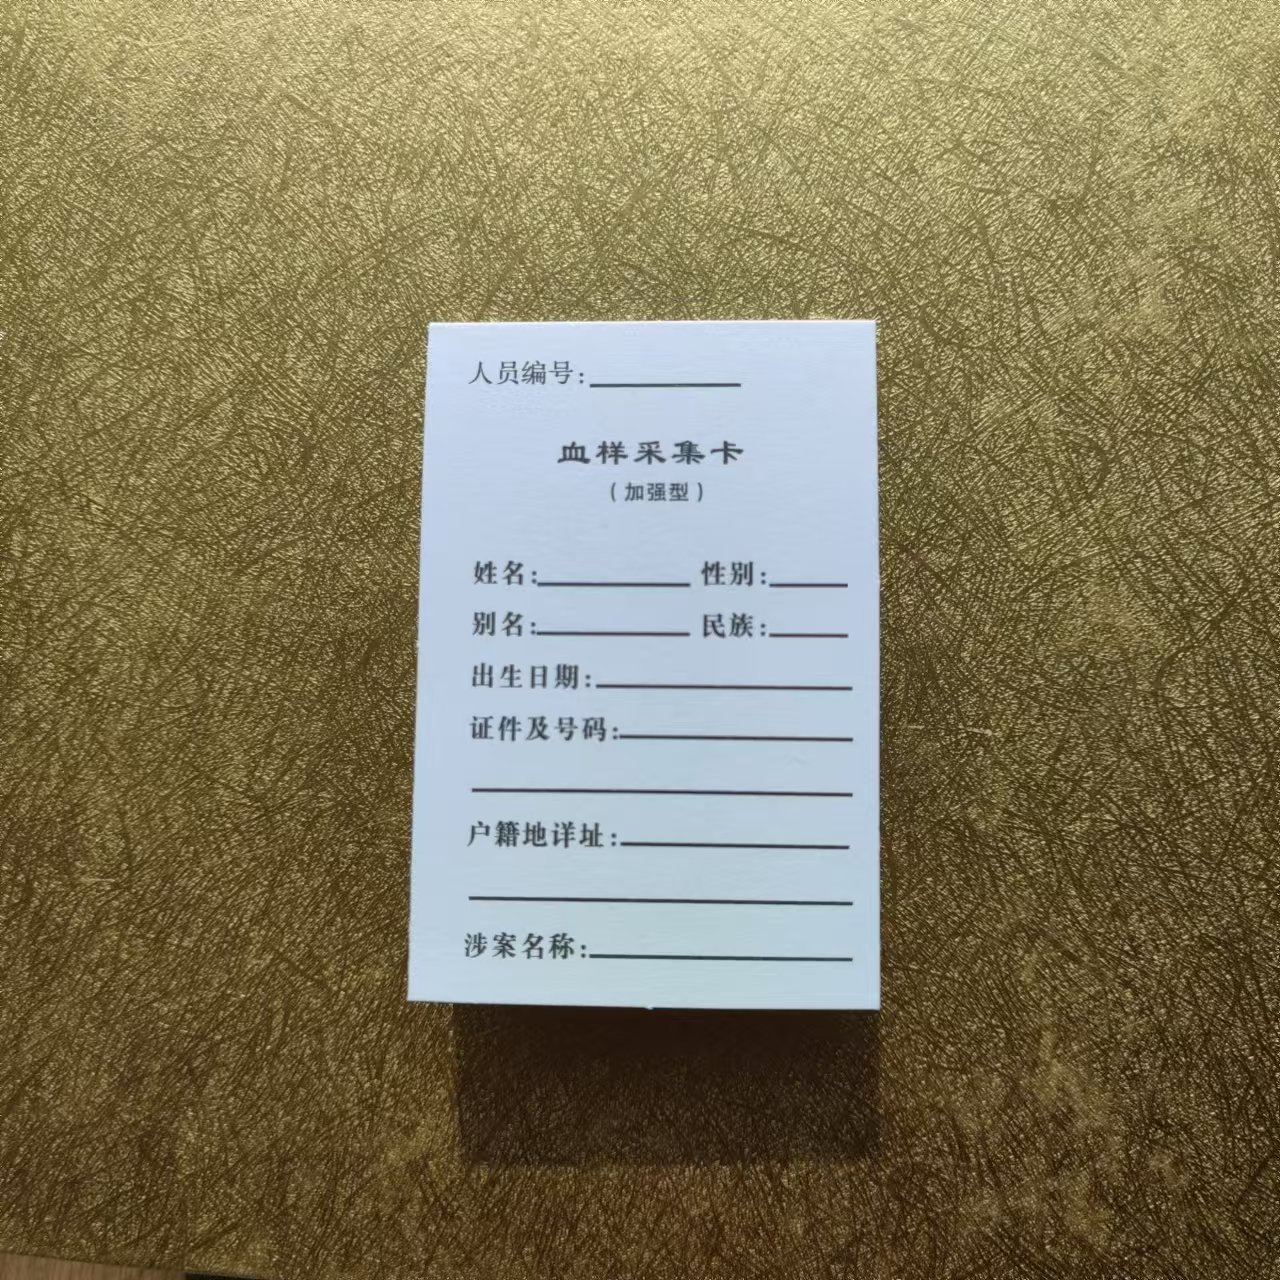 人员编号:
血样采集卡
（加强型）
姓名: 性别:
别名: 民族:
出生日期:
证件及号码:
户籍地详址:
涉案名称: